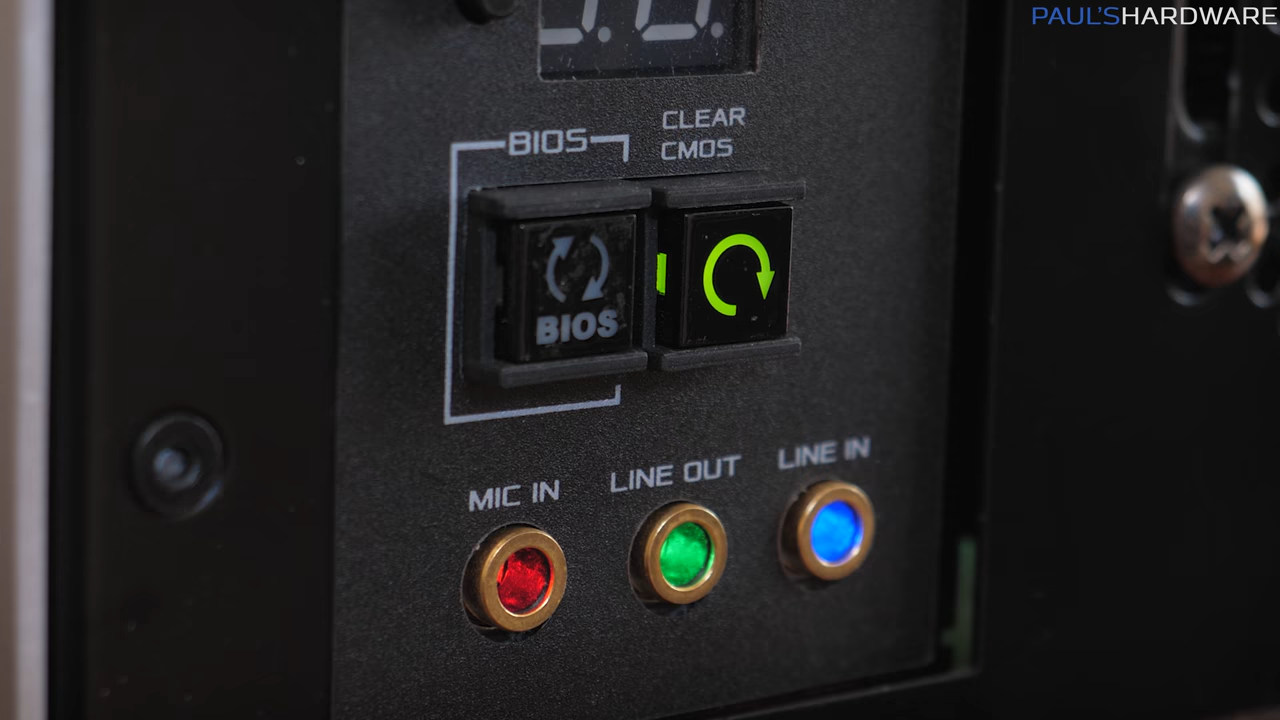 PAUL'SHARDWARE
BIOS
CLEAR
CMOS
BIOS
MIC IN
LINE OUT
LINE IN